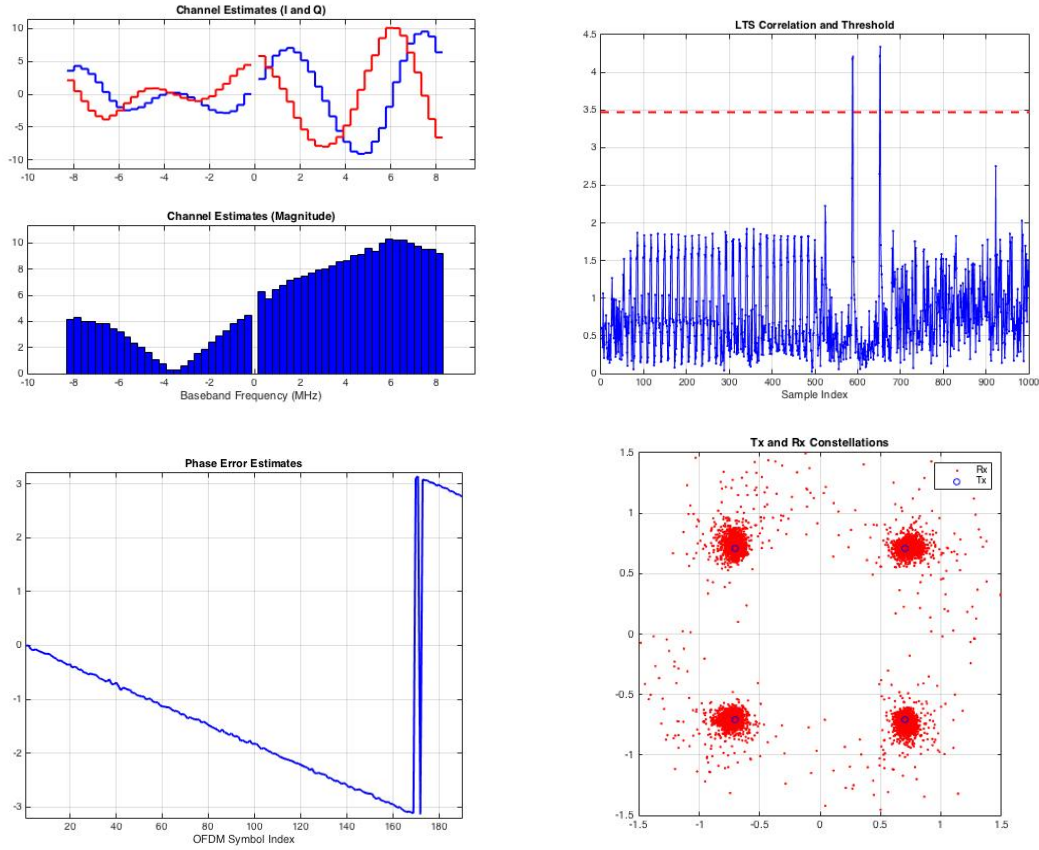 Channel Estimates (I and Q)
10
5
0
-5
-10
-10 -8 -6 -4 -2 0 2 4 6 8
Channel Estimates (Magnitude)
10
8
6
4
2
0
-10 -8 -6 -4 -2 0 2 4 6 8
Baseband Frequency (MHz)
LTS Correlation and Threshold
4.5
4
3.5
3
2.5
2
1.5
1
0.5
0
0 100 200 300 400 500 600 700 800 900 1000
Sample Index
Phase Error Estimates
3
2
1
0
-1
-2
-3
20 40 60 80 100 120 140 160 180
OFDM Symbol Index
Tx and Rx Constellations
Rx
Tx
1.5
1
0.5
0
-0.5
-1
-1.5
-1.5 -1 -0.5 0 0.5 1 1.5